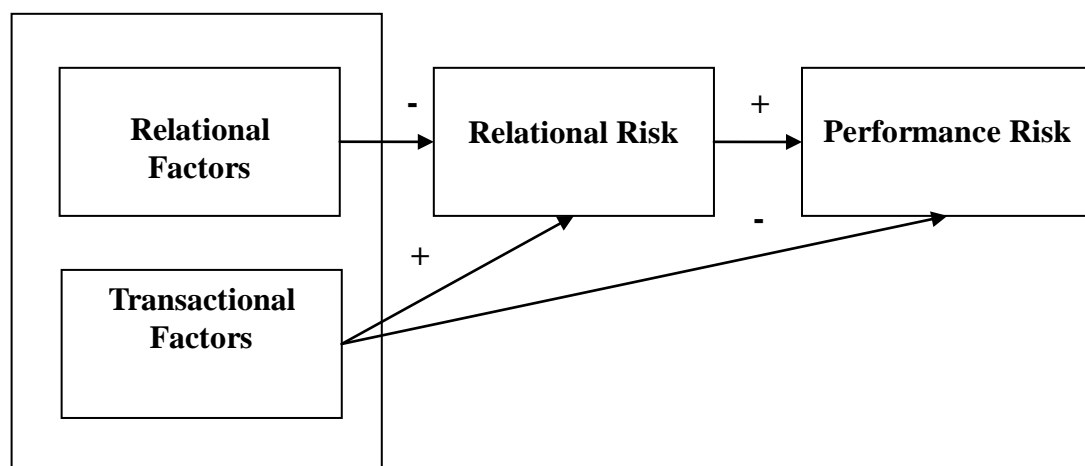 Relational
Factors
-
Relational Risk
+
Performance Risk
Transactional
Factors
+
-